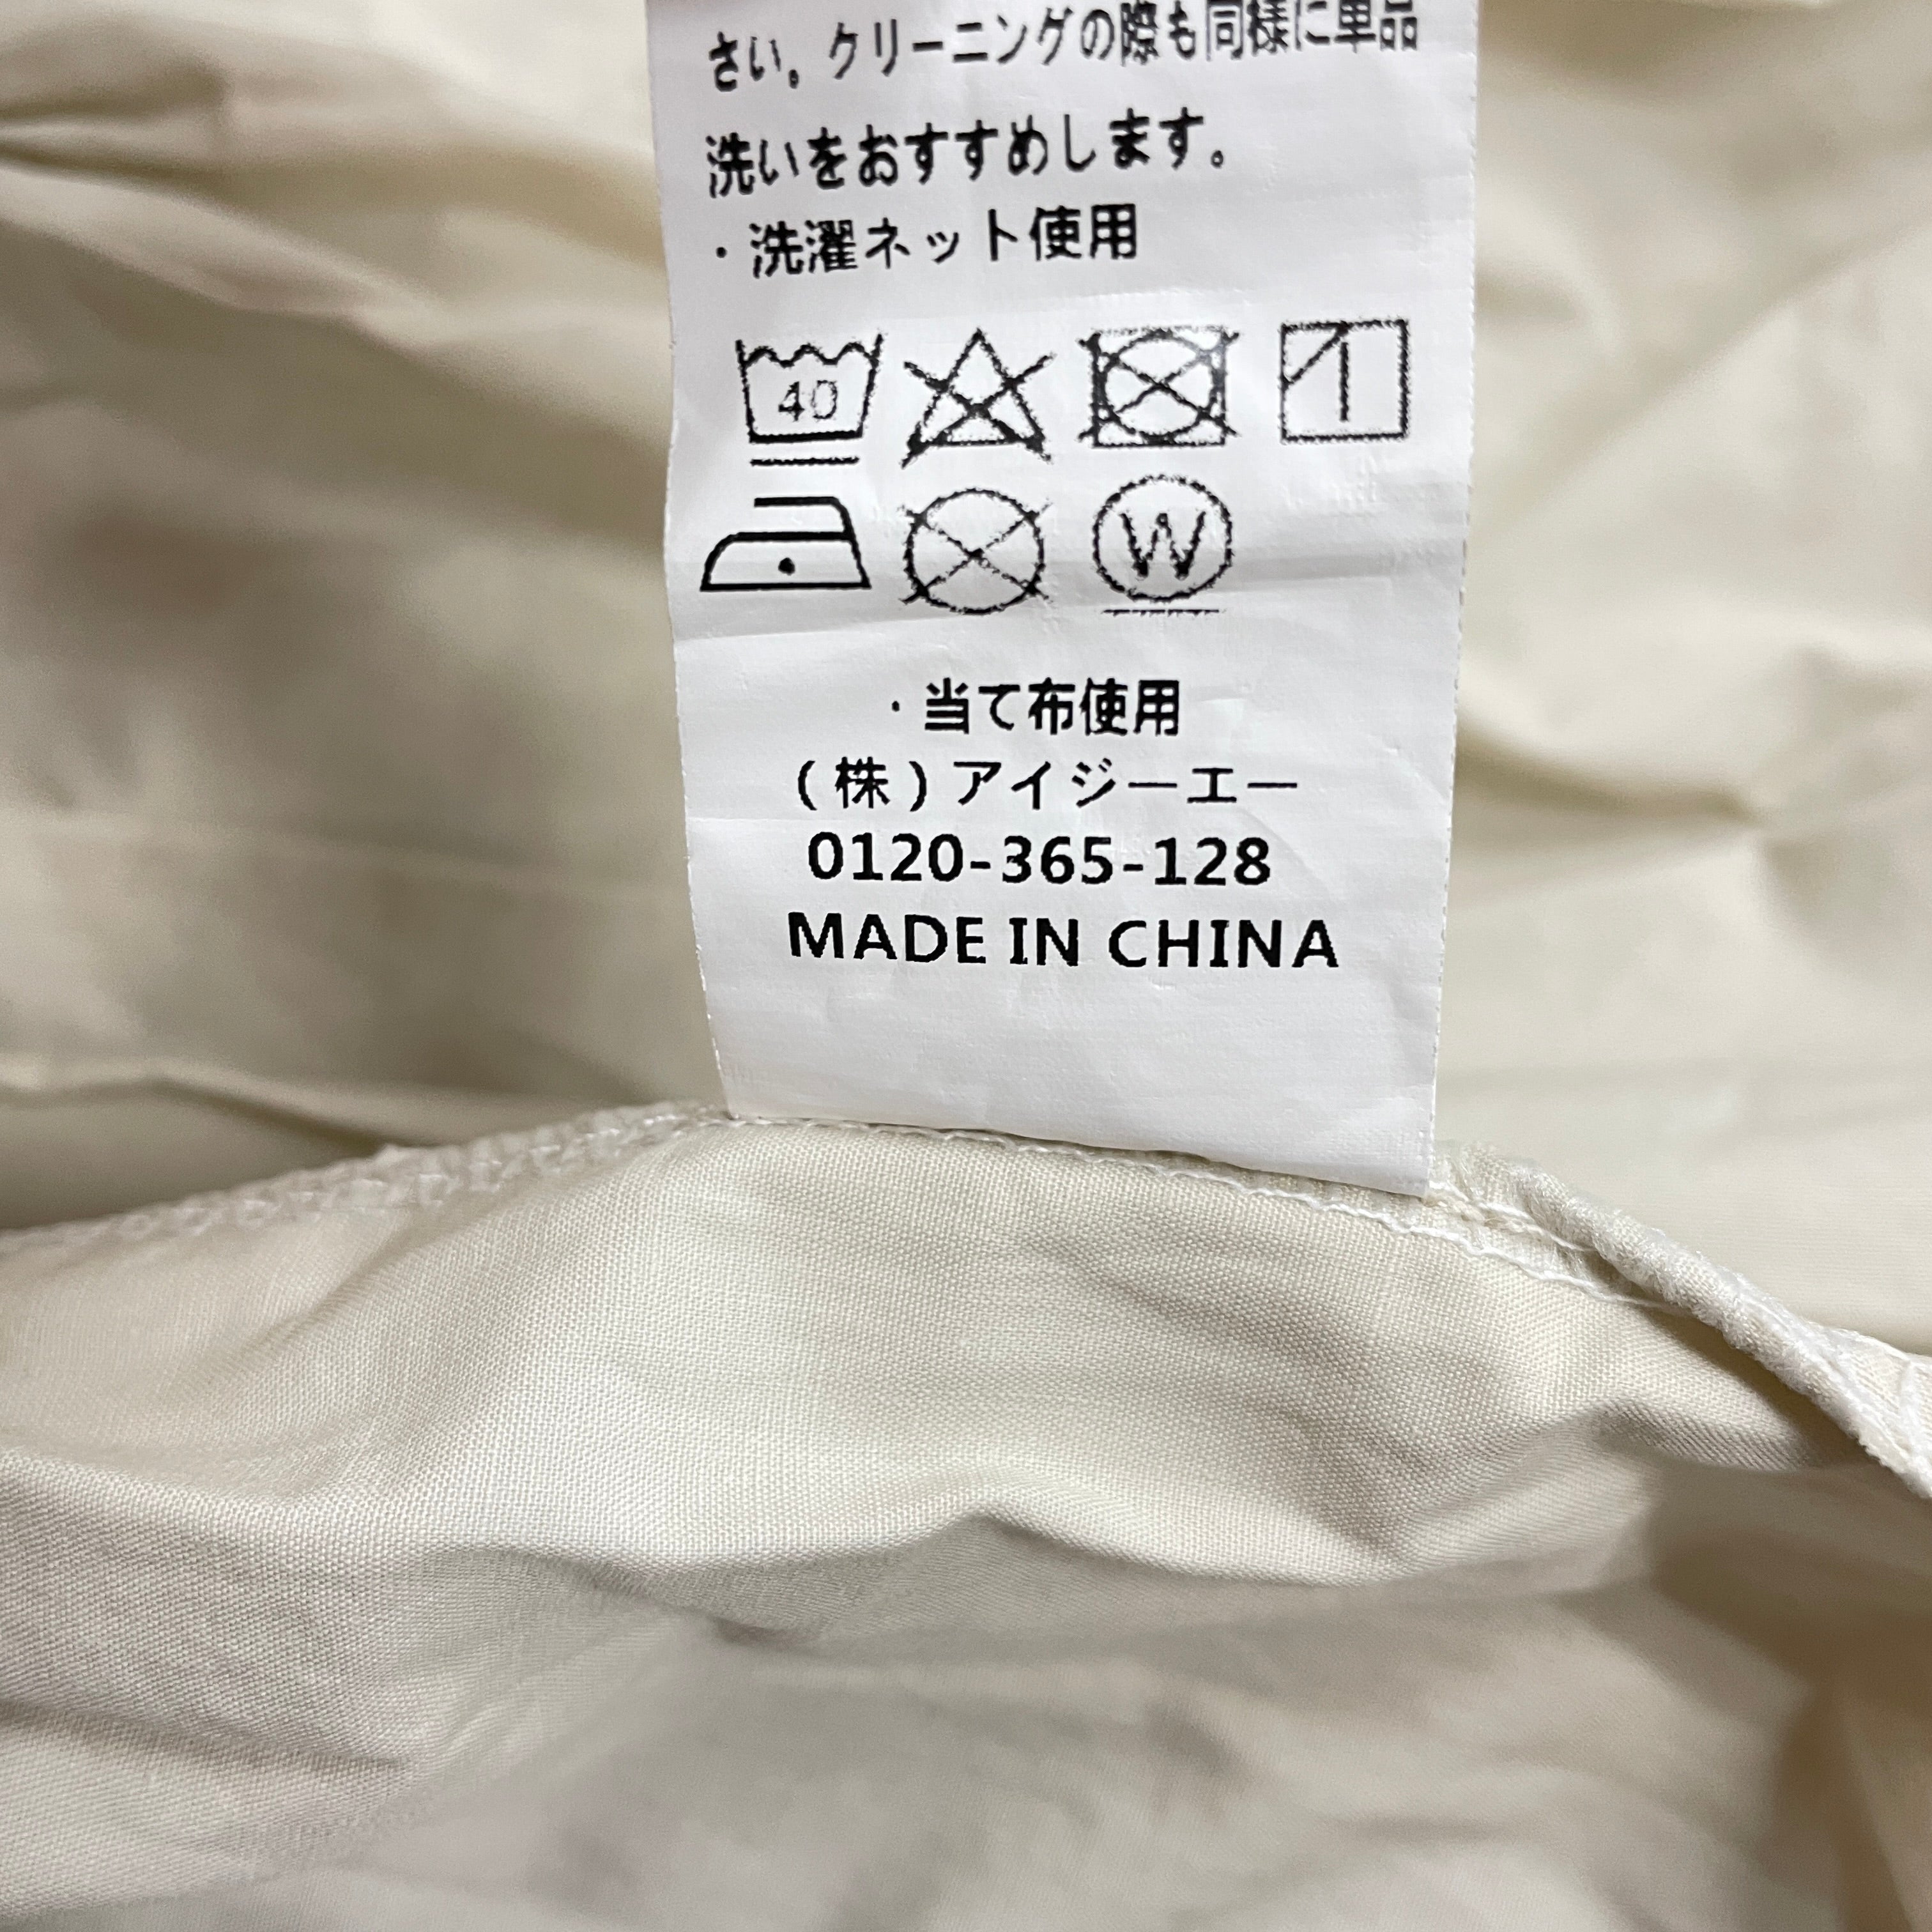 さい。クリーニングの際も同様に単品
洗いをおすすめします。
・洗濯ネット使用
40
W
・当て布使用
(株)アイジーエー
0120-365-128
MADE IN CHINA